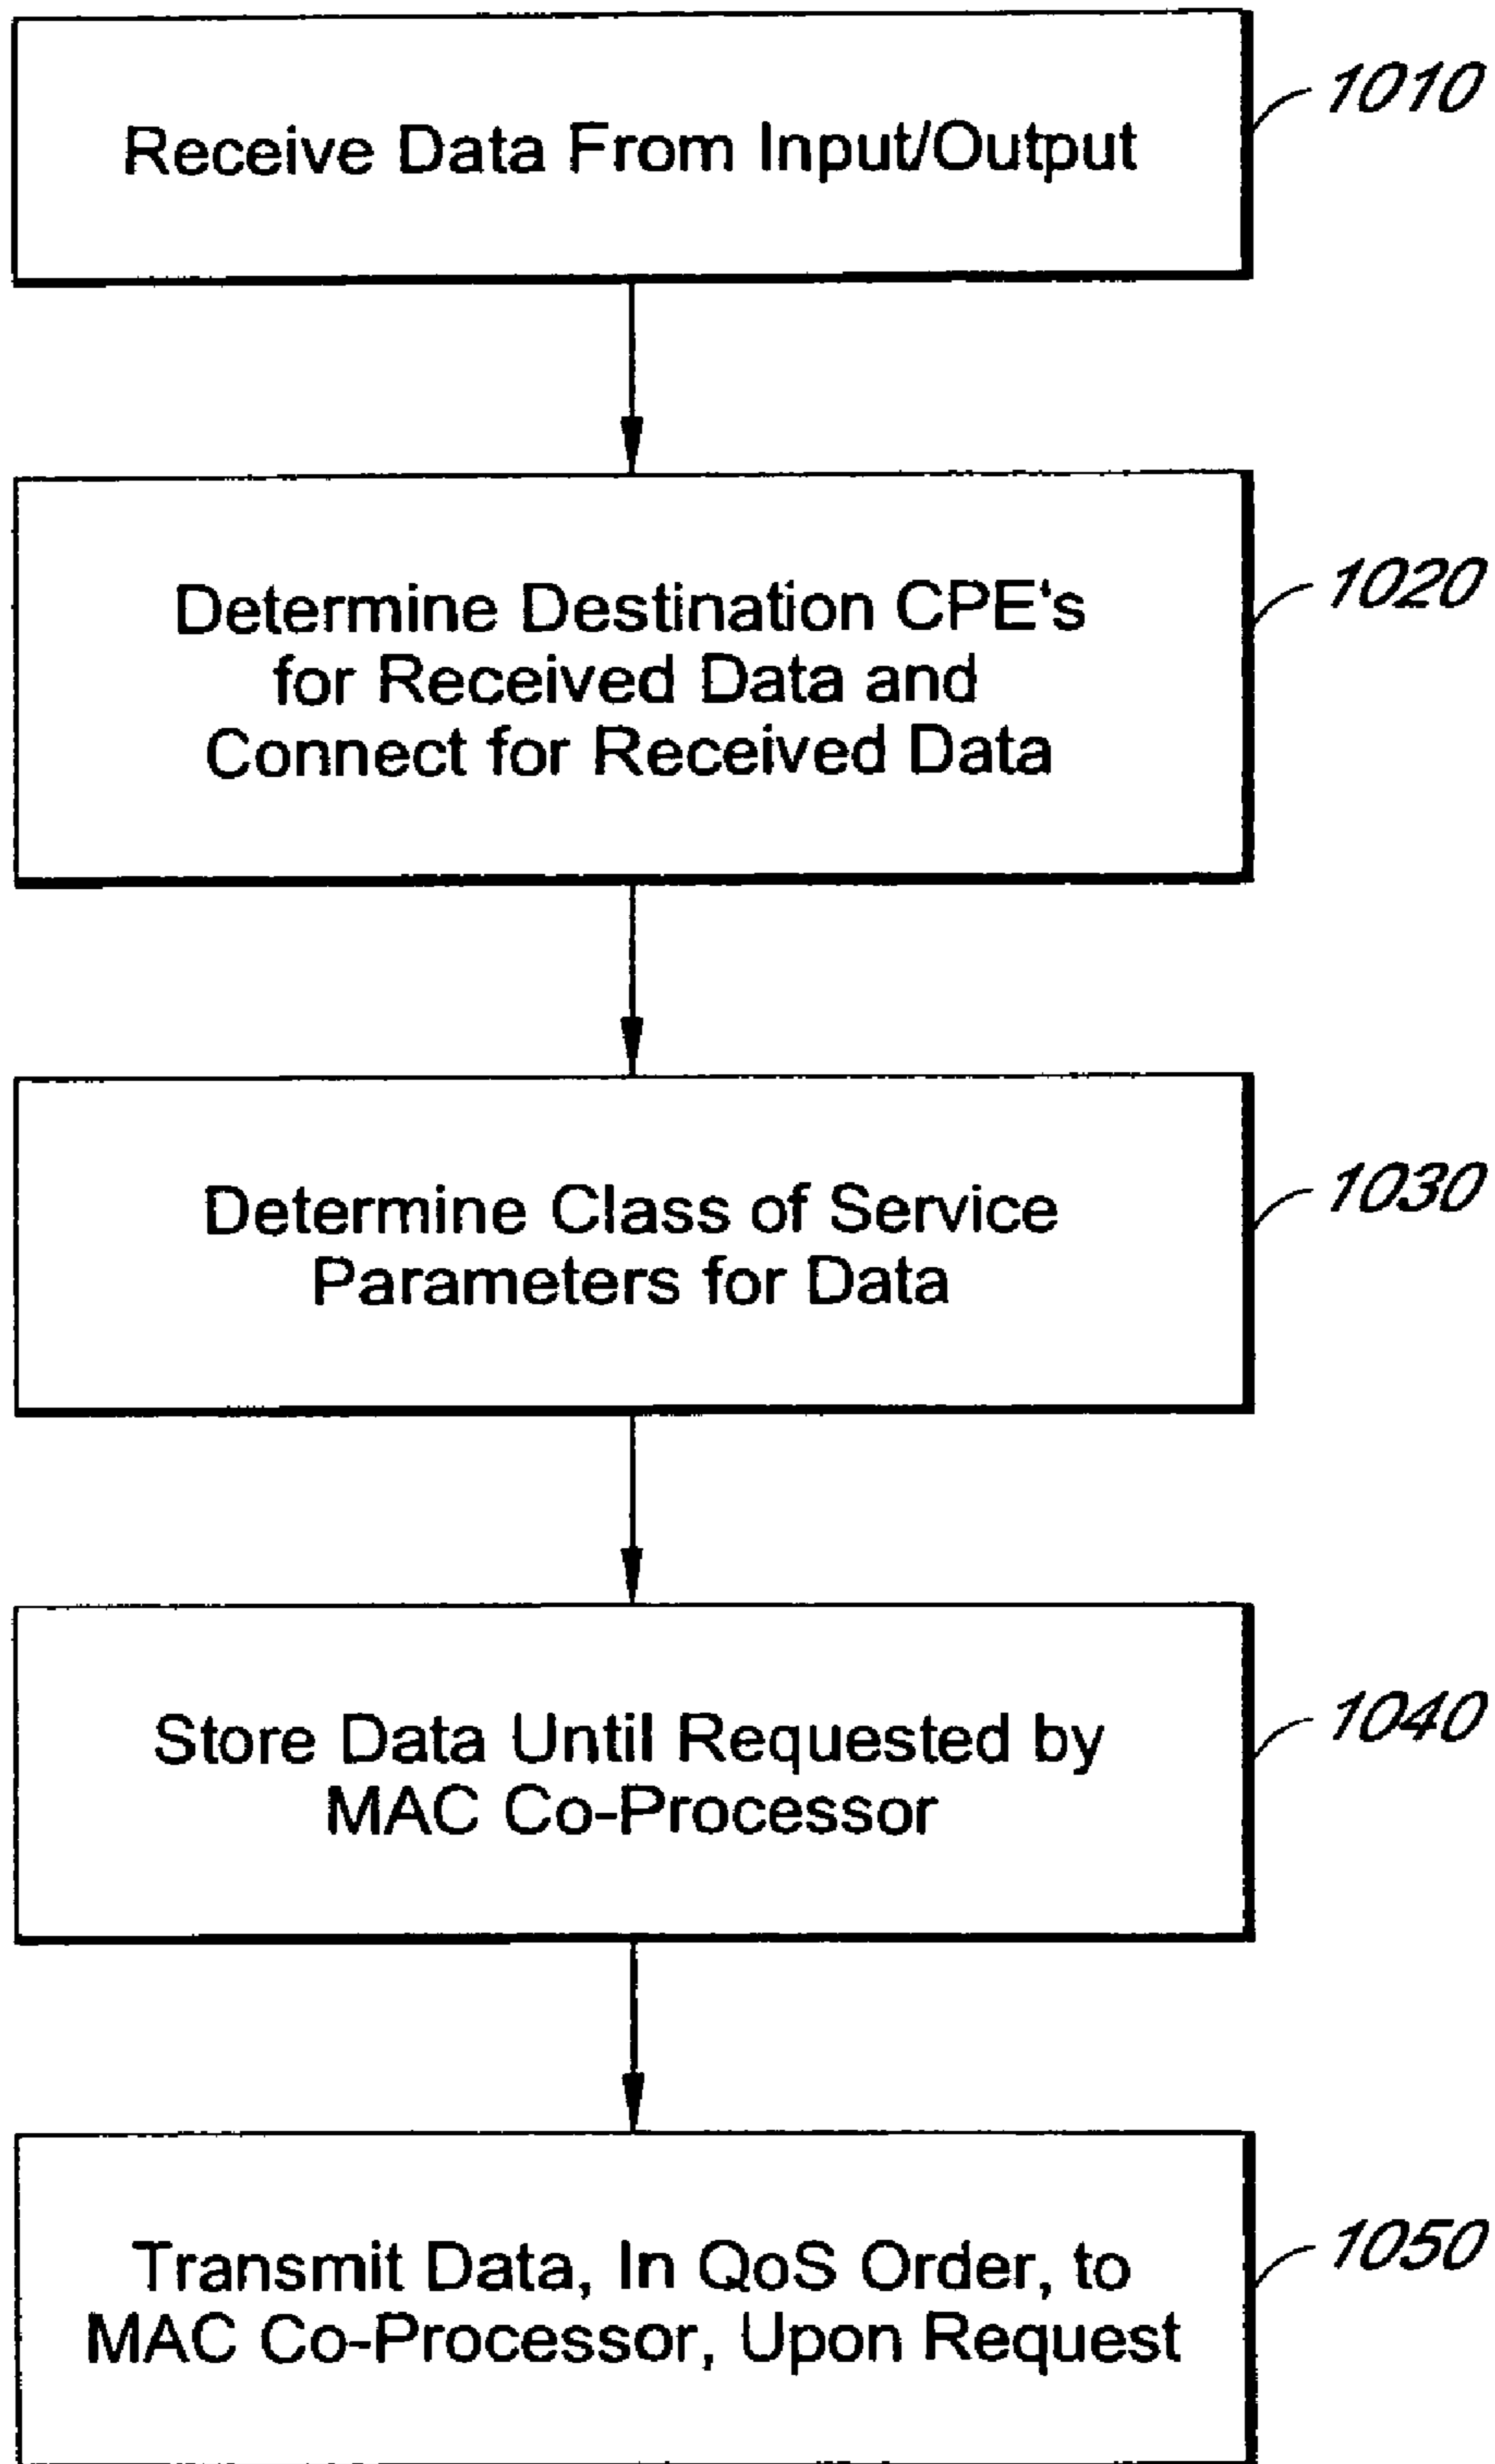 Receive Data From Input/Output
1010
Determine Destination CPE's
for Received Data and
Connect for Received Data
1020
Determine Class of Service
Parameters for Data
1030
Store Data Until Requested by
MAC Co-Processor
1040
Transmit Data, In QoS Order, to
MAC Co-Processor, Upon Request
1050